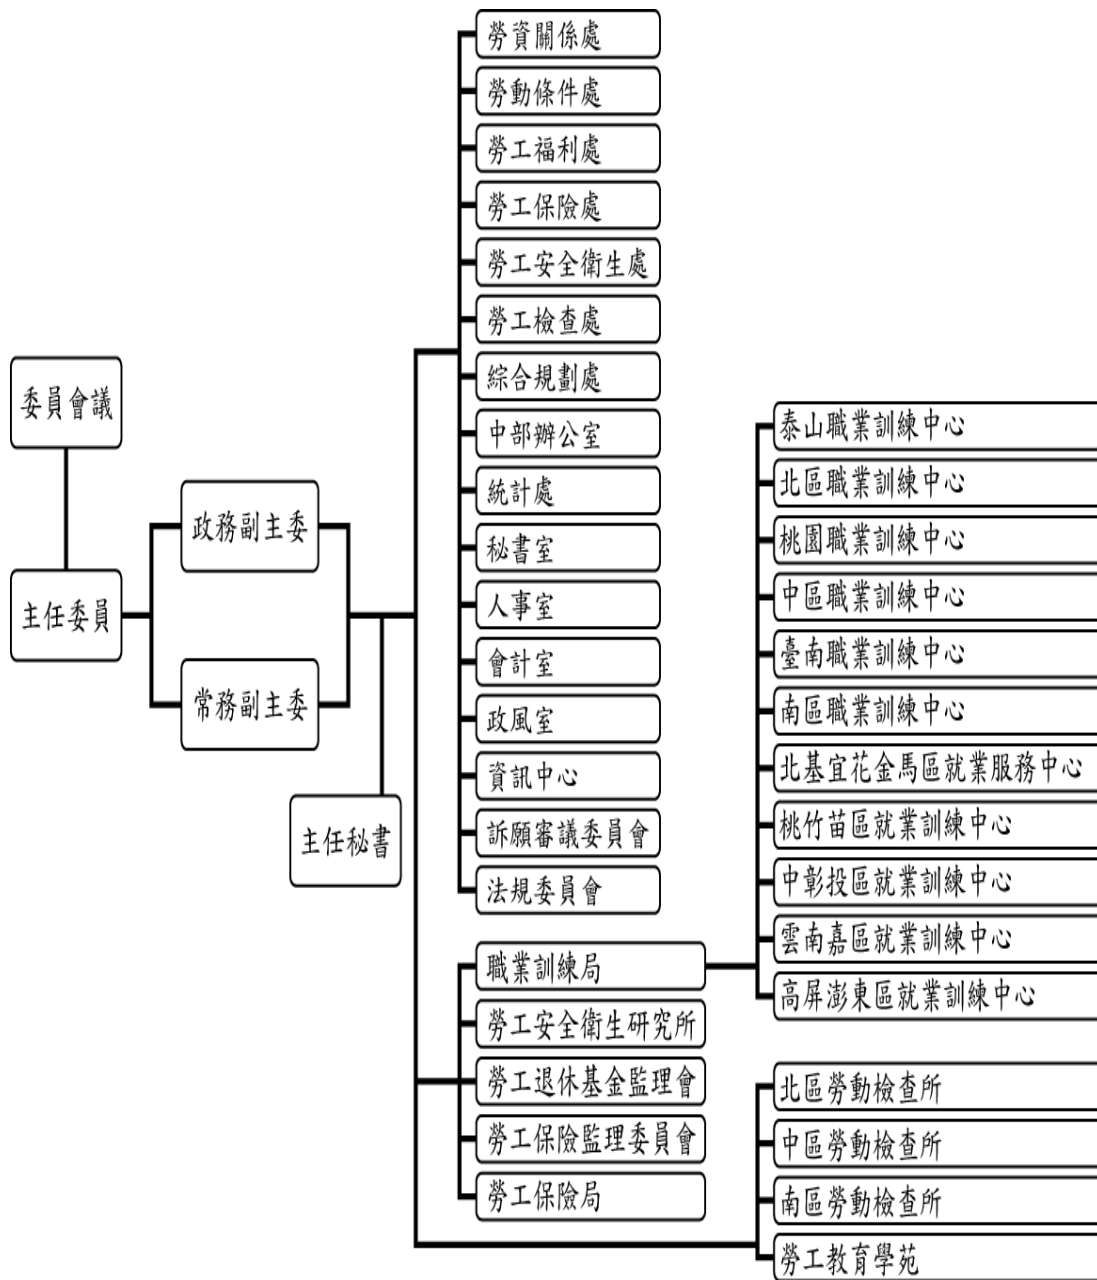 委員會議
主任委員
政務副主委
常務副主委
主任秘書
勞資關係處
勞動條件處
勞工福利處
勞工保險處
勞工安全衛生處
勞工檢查處
綜合規劃處
中部辦公室
統計處
秘書室
人事室
會計室
政風室
資訊中心
訴願審議委員會
法規委員會
職業訓練局
勞工安全衛生研究所
勞工退休基金監理會
勞工保險監理委員會
勞工保險局
泰山職業訓練中心
北區職業訓練中心
桃園職業訓練中心
中區職業訓練中心
臺南職業訓練中心
南區職業訓練中心
北基宜花金馬區就業服務中心
桃竹苗區就業訓練中心
中彰投區就業訓練中心
雲南嘉區就業訓練中心
高屏澎東區就業訓練中心
北區勞動檢查所
中區勞動檢查所
南區勞動檢查所
勞工教育學苑